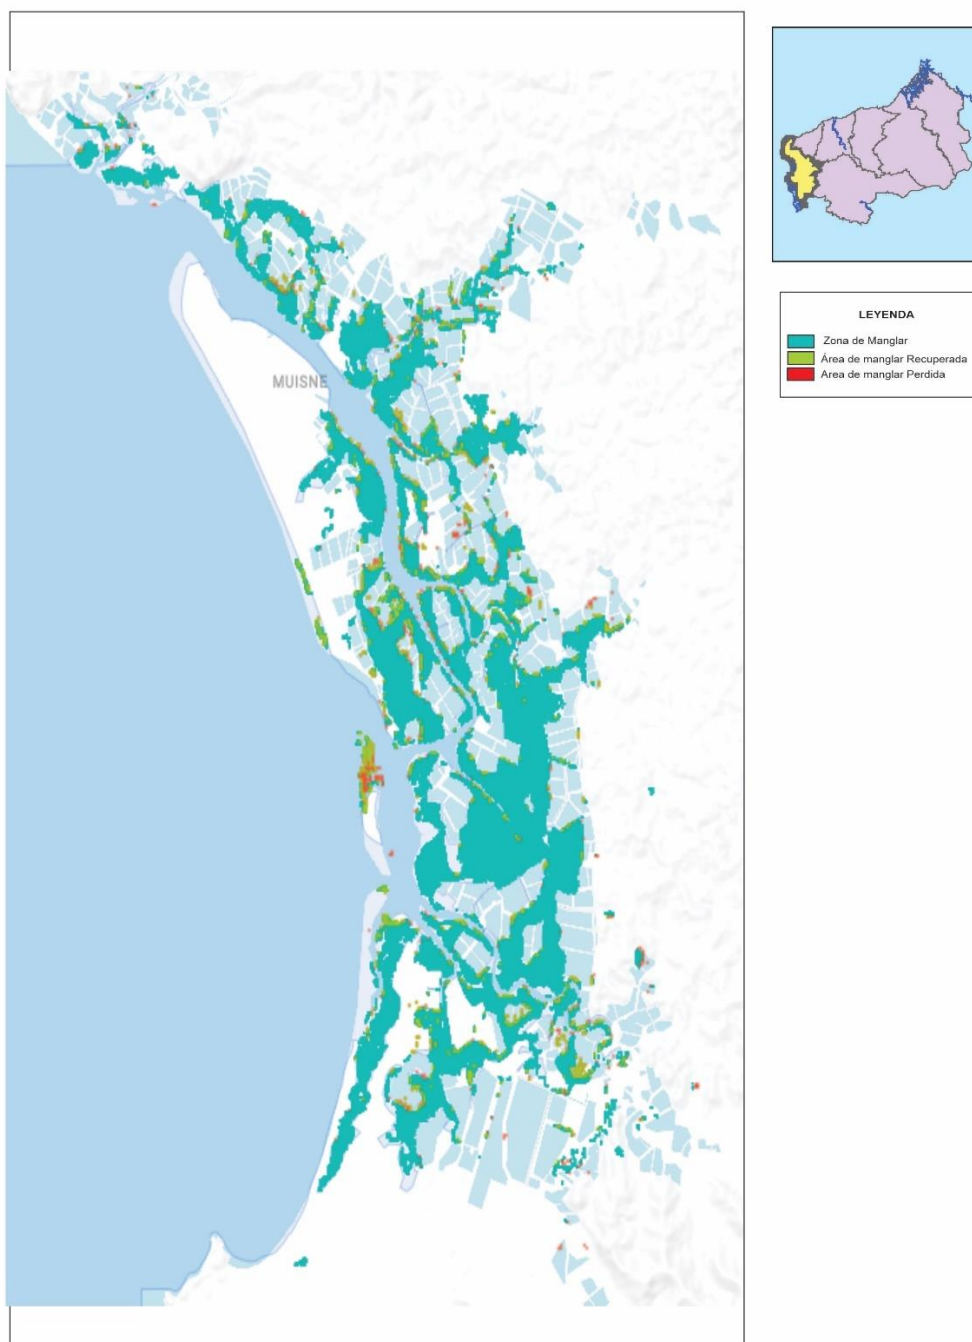 MUISNE
LEYENDA
Zona de Manglar
Área de manglar Recuperada
Area de manglar Perdida